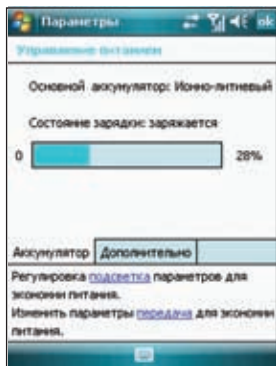 Параметры ok
Управление питанием
Основной аккумулятор: Ионно-литиевый
Состояние зарядки: заряжается
0 28%
Аккумулятор Дополнительно
Регулировка подсветка параметров для
экономии питания.
Изменить параметры передача для экономии
питания.